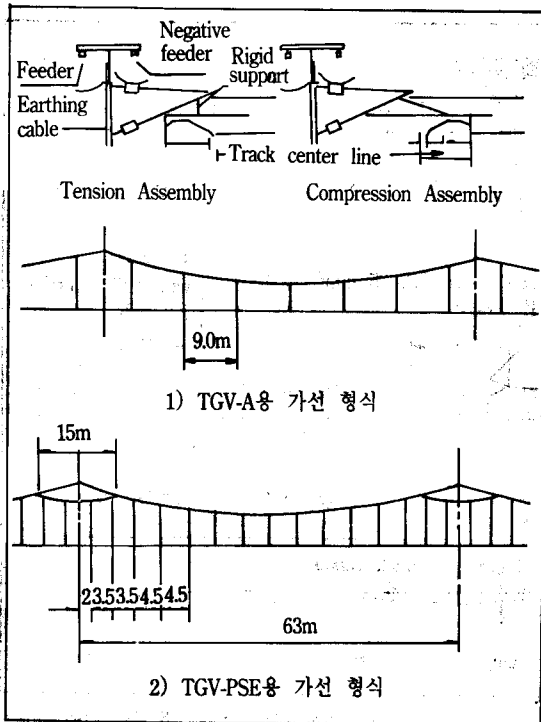 Negative
feeder
Feeder
Rigid
support
Earthing
cable
Track center line
Tension Assembly
Compression Assembly
9.0m
1) TGV-A용 가선 형식
15m
2 3.5 3.5 4.5 4.5
63m
2) TGV-PSE용 가선 형식